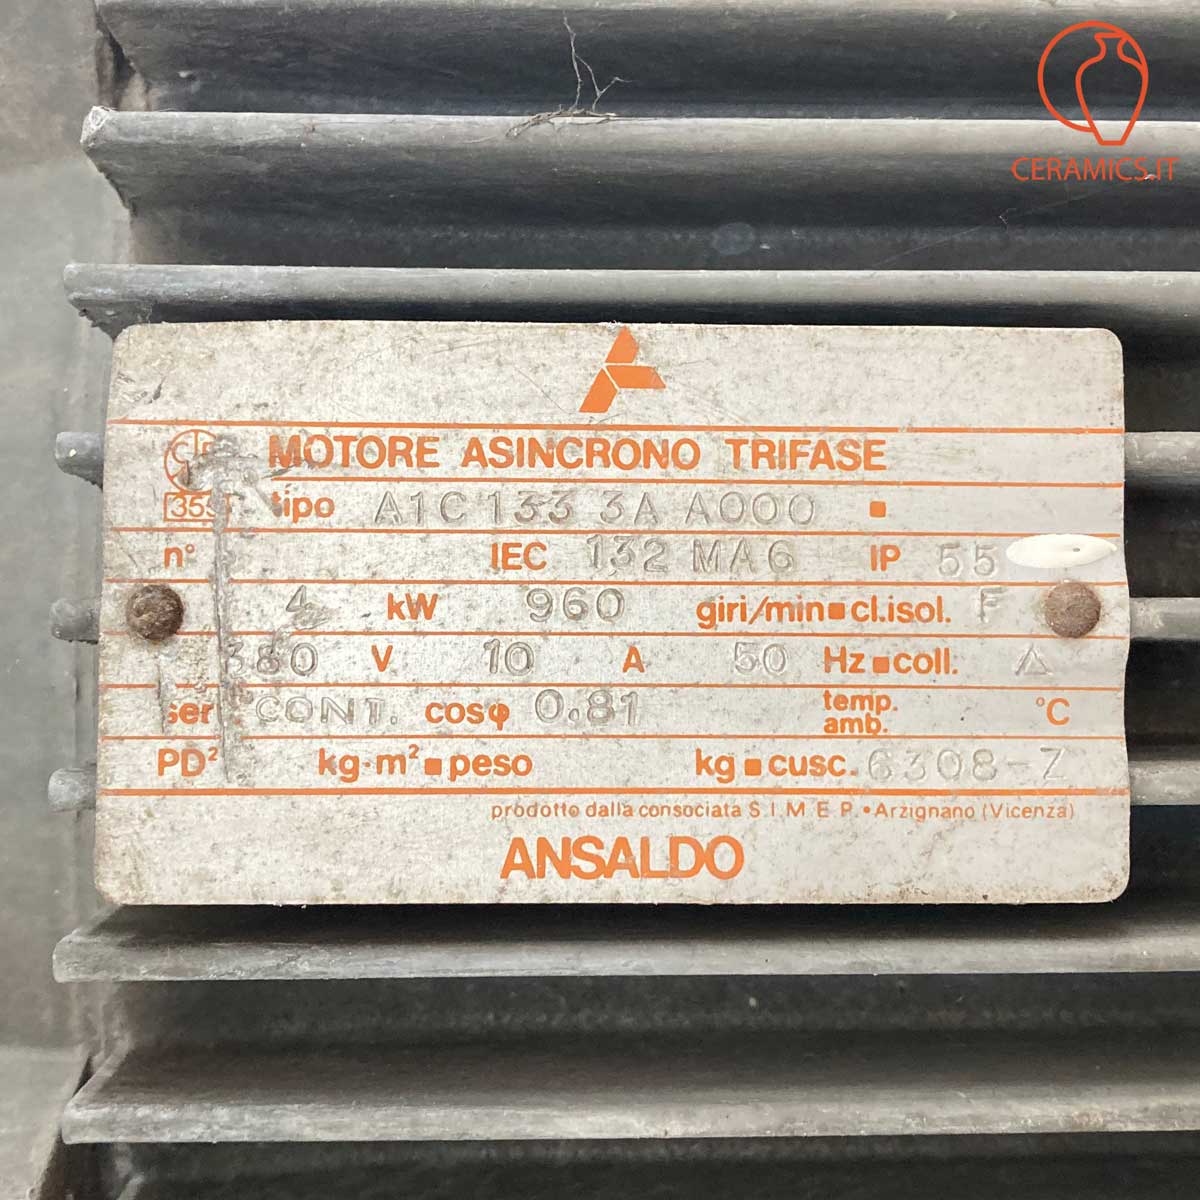 CERAMICS.IT
MOTORE ASINCRONO TRIFASE
tipo A1C 133 3A A000
n° IEC 132 MA6 IP 55
4 kW 960 giri/min ■ cl.isol. F
380 V 10 A 50 Hz ■ coll. △
ser. CONT. cosφ 0.81 temp. amb. °C
PD² kg·m² ■ peso kg ■ cusc. 6308-Z
prodotto dalla consociata S I M E P. • Arzignano (Vicenza)
ANSALDO